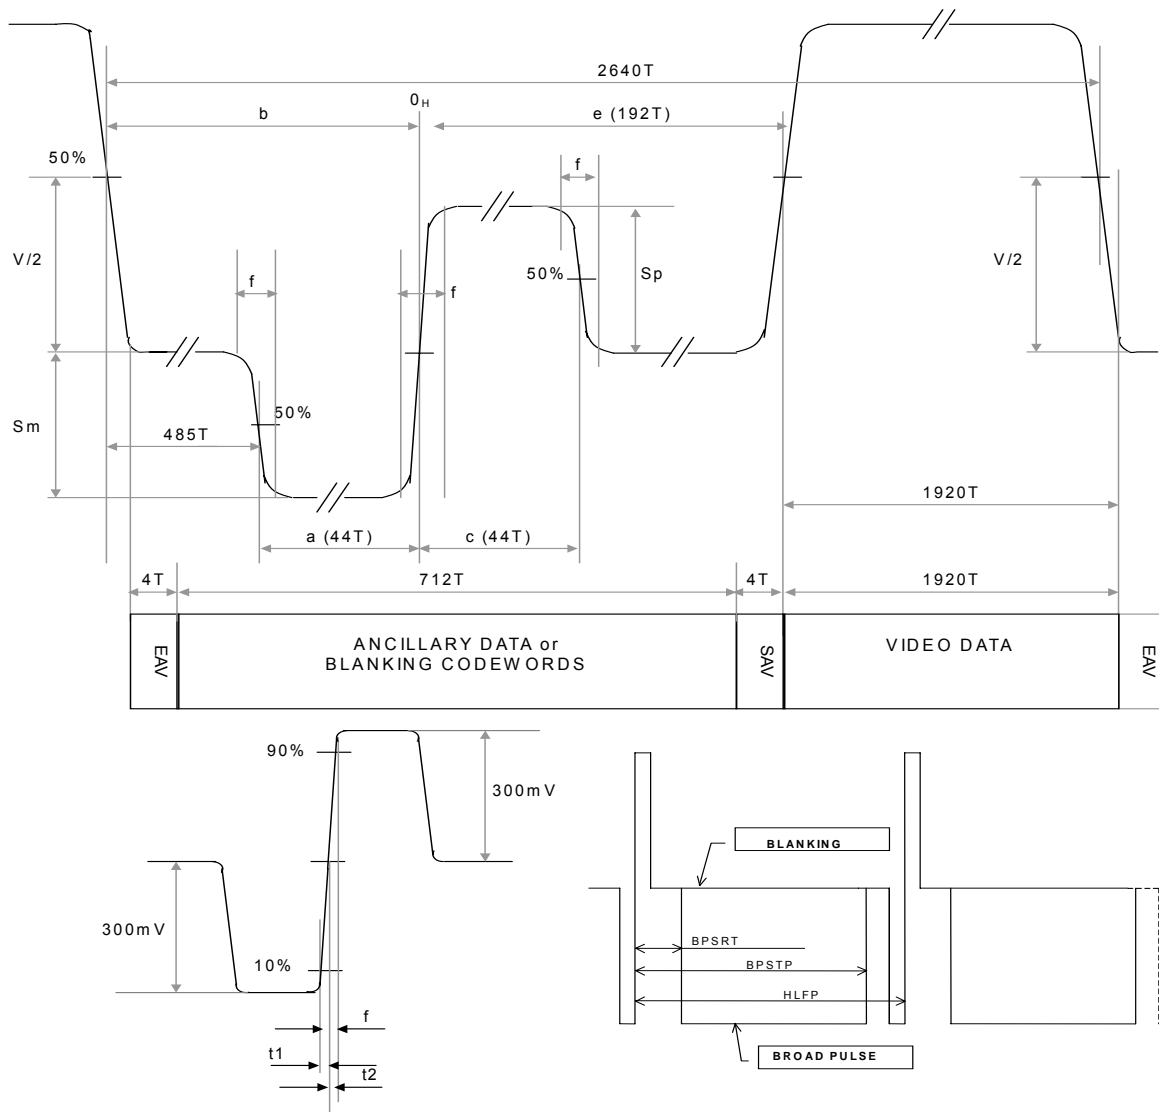 2640T
0H
b
e (192T)
50%
f
V/2
f
50%
Sp
V/2
f
50%
Sm
485T
1920T
a (44T)
c (44T)
4T
712T
4T
1920T
EAV
ANCILLARY DATA or
BLANKING CODEWORDS
SAV
VIDEO DATA
EAV
90%
300mV
300mV
10%
f
t1
t2
BLANKING
BPSRT
BPSTP
HLFP
BROAD PULSE